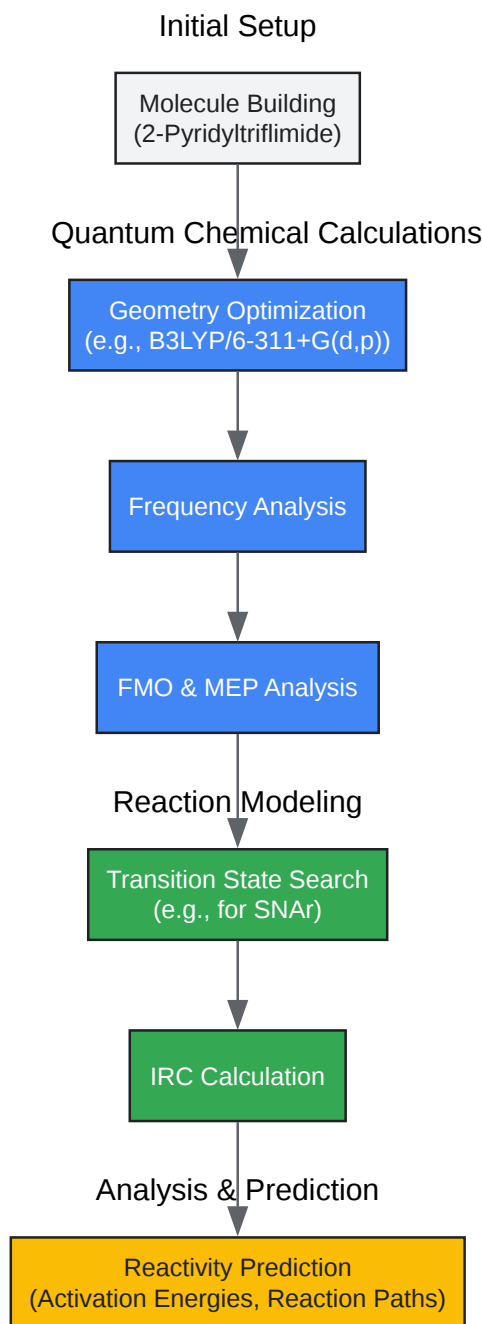 Initial Setup
Molecule Building
(2-Pyridyltriflimide)
Quantum Chemical Calculations
Geometry Optimization
(e.g., B3LYP/6-311+G(d,p))
Frequency Analysis
FMO & MEP Analysis
Reaction Modeling
Transition State Search
(e.g., for SNAr)
IRC Calculation
Analysis & Prediction
Reactivity Prediction
(Activation Energies, Reaction Paths)